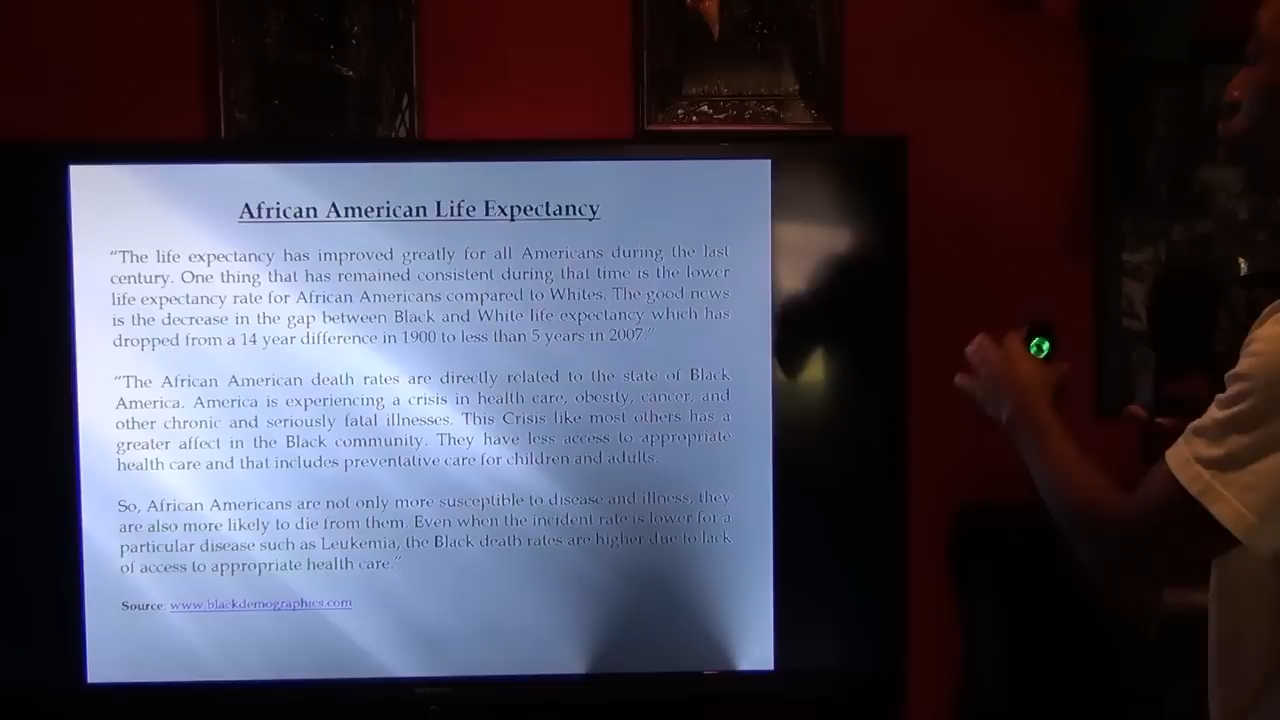 African American Life Expectancy
“The life expectancy has improved greatly for all Americans during the last
century. One thing that has remained consistent during that time is the lower
life expectancy rate for African Americans compared to Whites. The good news
is the decrease in the gap between Black and White life expectancy which has
dropped from a 14 year difference in 1900 to less than 5 years in 2007.”
“The African American death rates are directly related to the state of Black
America. America is experiencing a crisis in health care, obesity, cancer, and
other chronic and seriously fatal illnesses. This Crisis like most others has a
greater affect in the Black community. They have less access to appropriate
health care and that includes preventative care for children and adults.
So, African Americans are not only more susceptible to disease and illness, they
are also more likely to die from them. Even when the incident rate is lower for a
particular disease such as Leukemia, the Black death rates are higher due to lack
of access to appropriate health care.”
Source: www.blackdemographics.com